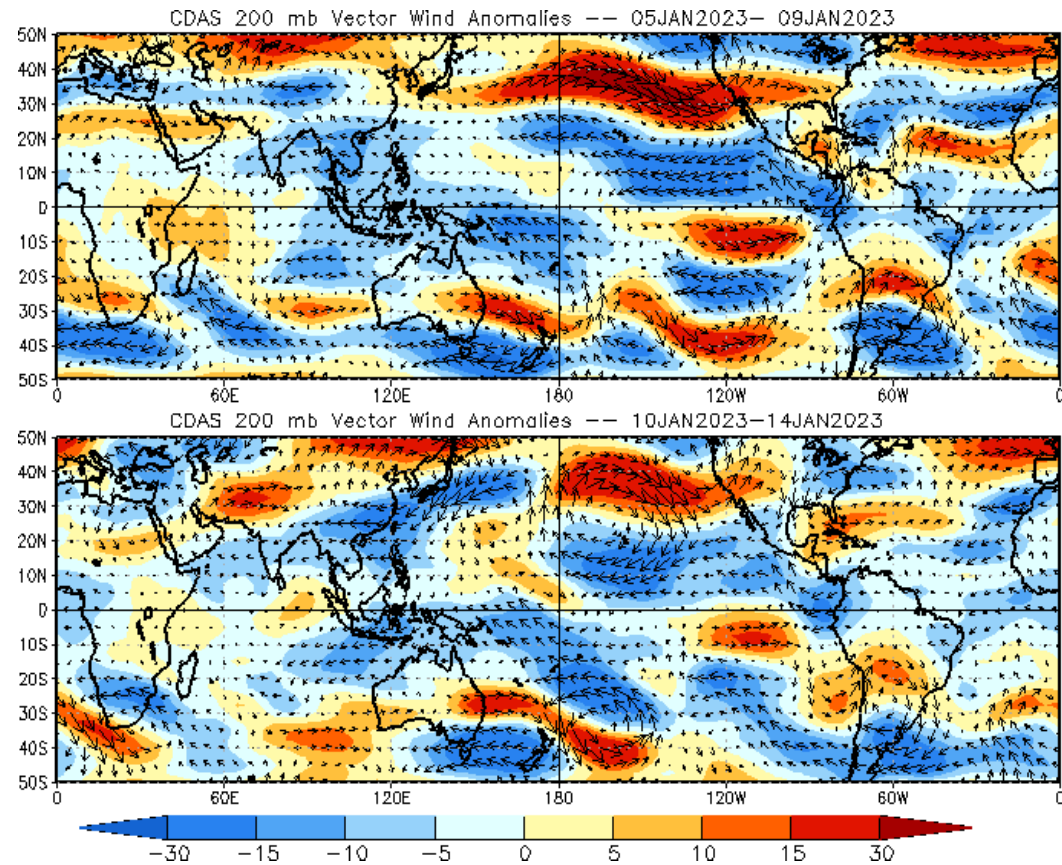 CDAS 200 mb Vector Wind Anomalies -- 05JAN2023- 09JAN2023
50N
40N
30N
20N
10N
0
10S
20S
30S
40S
50S
0 60E 120E 180 120W 60W 0
CDAS 200 mb Vector Wind Anomalies -- 10JAN2023-14JAN2023
50N
40N
30N
20N
10N
0
10S
20S
30S
40S
50S
0 60E 120E 180 120W 60W 0
-30 -15 -10 -5 0 5 10 15 30